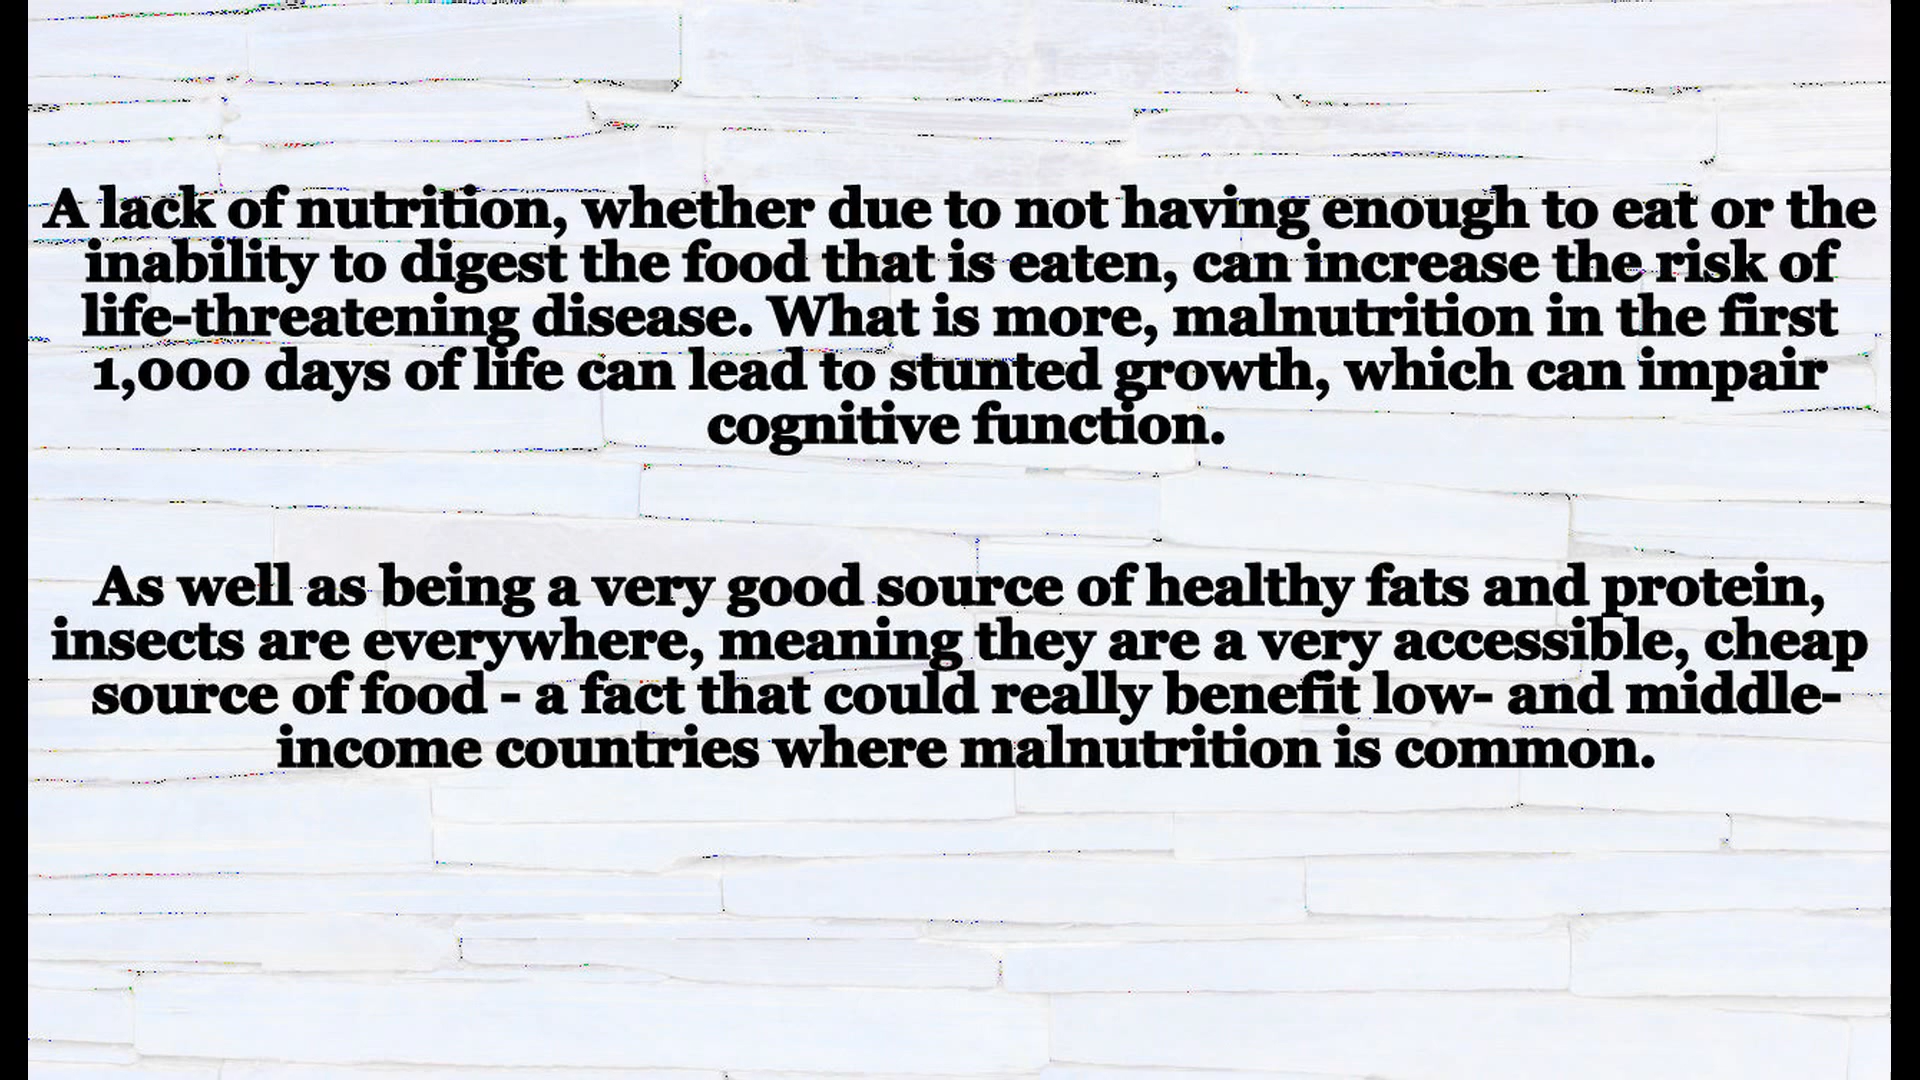 A lack of nutrition, whether due to not having enough to eat or the
inability to digest the food that is eaten, can increase the risk of
life-threatening disease. What is more, malnutrition in the first
1,000 days of life can lead to stunted growth, which can impair
cognitive function.
As well as being a very good source of healthy fats and protein,
insects are everywhere, meaning they are a very accessible, cheap
source of food - a fact that could really benefit low- and middle-
income countries where malnutrition is common.